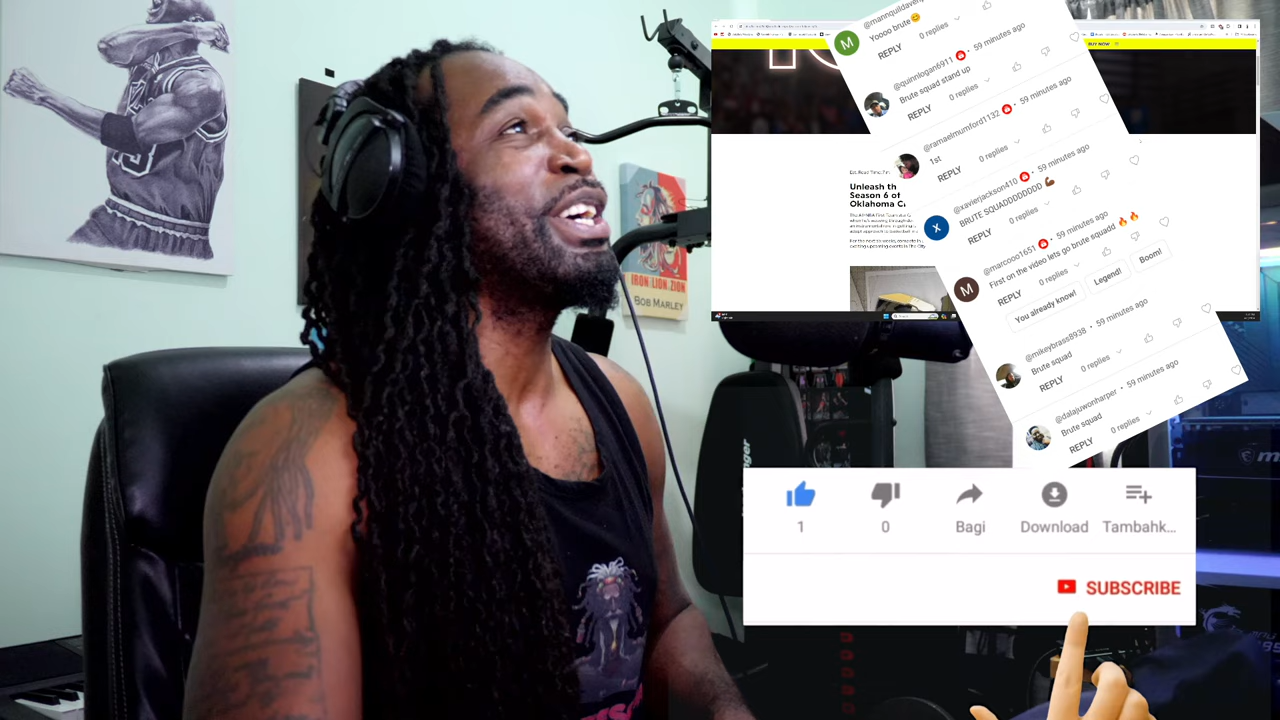 @mannquildaven
Yoooo brute😊
REPLY 0 replies
@quinnlogan6911 • 59 minutes ago
Brute squad stand up
REPLY 0 replies
@ramaelmumford1132 • 59 minutes ago
1st
REPLY 0 replies
@xavierjackson410 • 59 minutes ago
BRUTE SQUADDDDDDDD 💪🏾
REPLY 0 replies
@marcooo1651 • 59 minutes ago
First on the video lets go brute squadd 🔥 🔥
REPLY 0 replies
You already know! Legend! Boom!
@mikeybrass8938 • 59 minutes ago
Brute squad
REPLY 0 replies
@dalajuwonharper • 59 minutes ago
Brute squad
REPLY 0 replies
M
X
M
BUY NOW
Unleash th
Season 6 of
Oklahoma Ci
IRON LION ZION
BOB MARLEY
1 0 Bagi Download Tambahk...
SUBSCRIBE